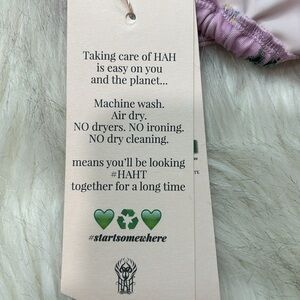 Taking care of HAH
is easy on you
and the planet...
Machine wash.
Air dry.
NO dryers. NO ironing.
NO dry cleaning.
means you'll be looking
#HAHT
together for a long time
#startsomewhere